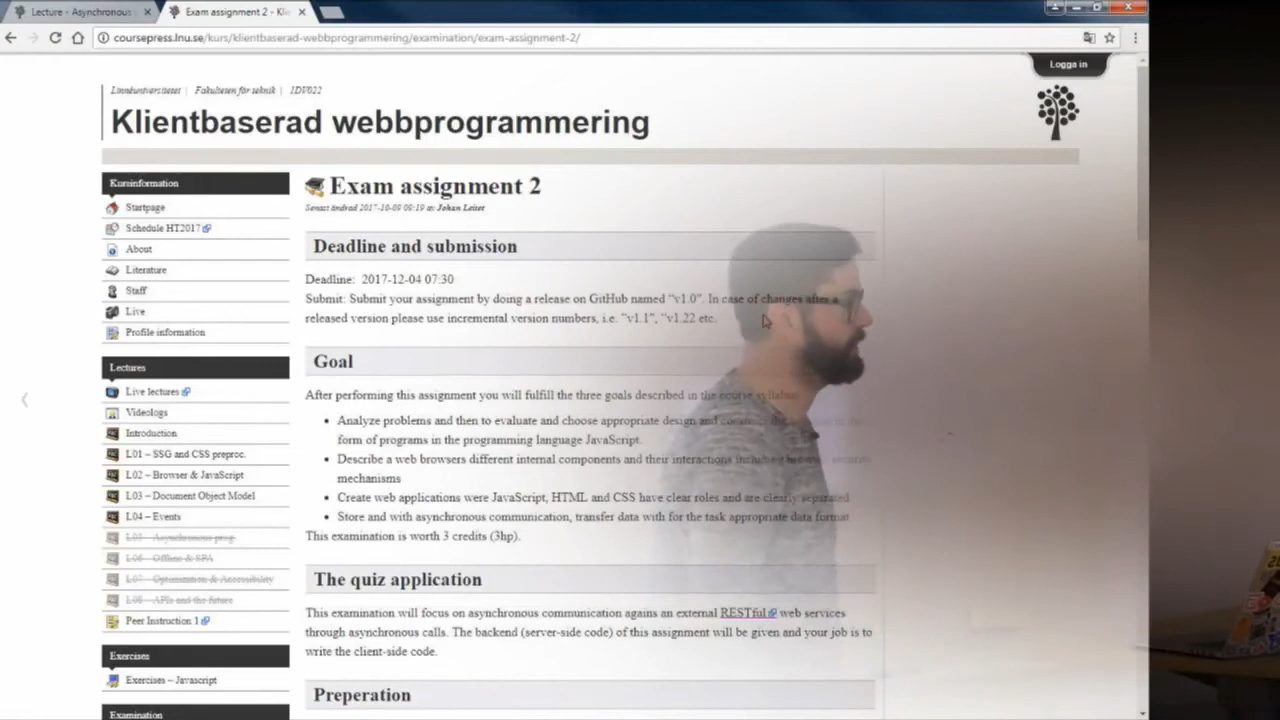 Lecture - Asynchronous
Exam assignment 2 - Kli
coursepress.lnu.se/kurs/klientbaserad-webbprogrammering/examination/exam-assignment-2/
Logga in
Linnéuniversitetet | Fakulteten för teknik | 1DV022
Klientbaserad webbprogrammering
Kursinformation
Startpage
Schedule HT2017
About
Literature
Staff
Live
Profile information
Lectures
Live lectures
Videologs
Introduction
L01 – SSG and CSS preproc.
L02 – Browser & JavaScript
L03 – Document Object Model
L04 – Events
L05 – Asynchronous prog.
L06 – Offline & SPA
L07 – Optimization & Accessibility
L08 – APIs and the future
Peer Instruction 1
Exercises
Exercises – Javascript
Examination
Exam assignment 2
Senast ändrad 2017-10-09 09:19 av Johan Leitet
Deadline and submission
Deadline: 2017-12-04 07:30
Submit: Submit your assignment by doing a release on GitHub named "v1.0". In case of changes after a
released version please use incremental version numbers, i.e. "v1.1", "v1.22 etc.
Goal
After performing this assignment you will fulfill the three goals described in the course syllabus
Analyze problems and then to evaluate and choose appropriate design and
form of programs in the programming language JavaScript.
Describe a web browsers different internal components and their interactions including security
mechanisms
Create web applications were JavaScript, HTML and CSS have clear roles and are clearly separated
Store and with asynchronous communication, transfer data with for the task appropriate data format
This examination is worth 3 credits (3hp).
The quiz application
This examination will focus on asynchronous communication agains an external RESTful web services
through asynchronous calls. The backend (server-side code) of this assignment will be given and your job is to
write the client-side code.
Preperation